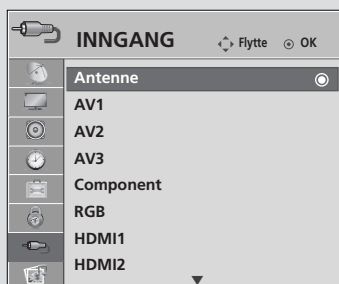 INNGANG Flytte OK
Antenne
AV1
AV2
AV3
Component
RGB
HDMI1
HDMI2